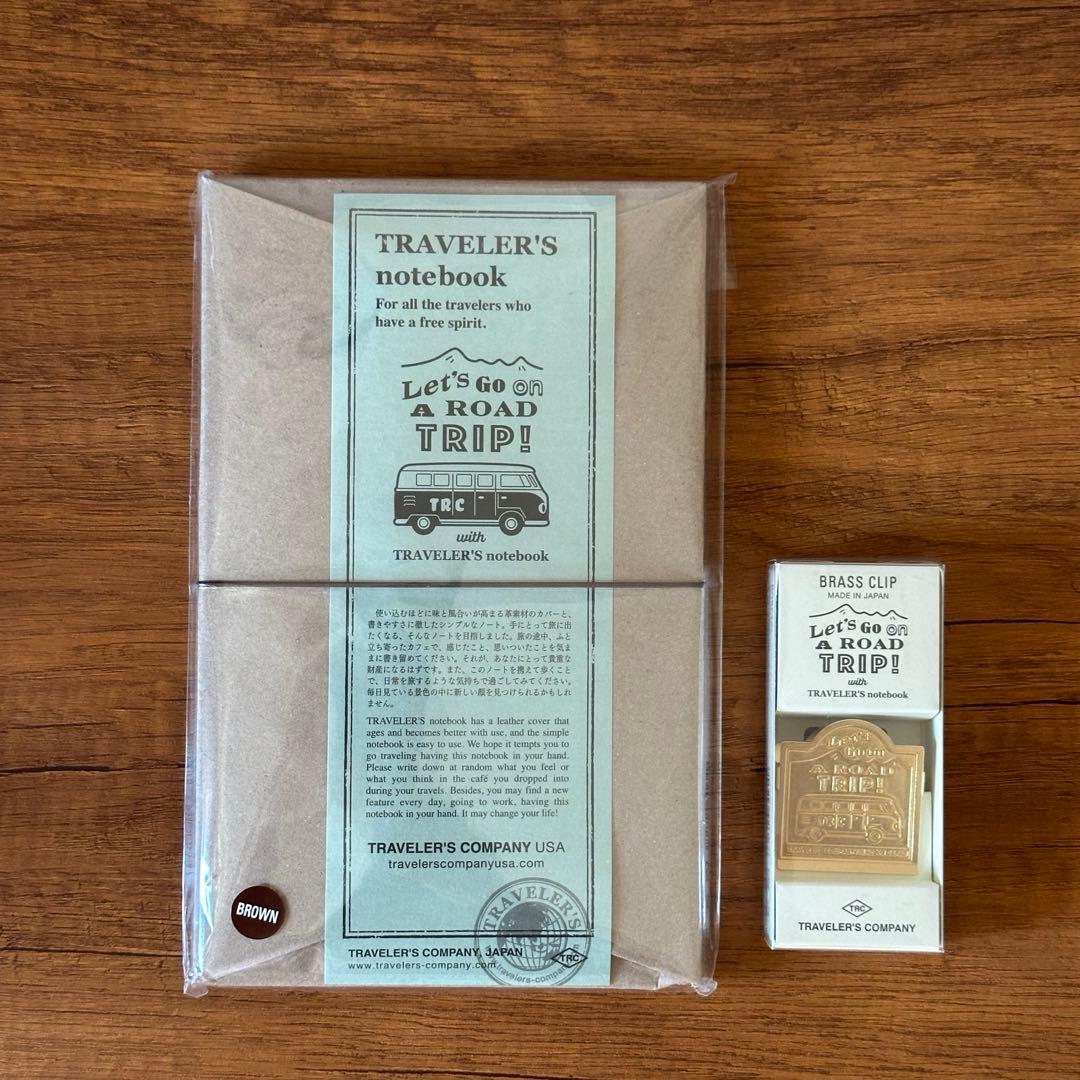 TRAVELER'S
notebook
For all the travelers who
have a free spirit.
Let's Go on
A ROAD
TRIP!
TRC
with
TRAVELER'S notebook
使い込むほどに味と風合いが高まる革素材のカバーと、
書きやすさに徹したシンプルなノート。手にとって旅に出
たくなる、そんなノートを目指しました。旅の途中、ふと
立ち寄ったカフェで、感じたこと、思いついたことを気ま
まに書き留めてください。それが、あなたにとって貴重な
財産になるはずです。また、このノートを携えて歩くこと
で、日常を旅するような気持ちで過ごしてみてください。
毎日見ている景色の中に新しい顔を見つけられるかもしれ
ません。
TRAVELER'S notebook has a leather cover that
ages and becomes better with use, and the simple
notebook is easy to use. We hope it tempts you to
go traveling having this notebook in your hand.
Please write down at random what you feel or
what you think in the café you dropped into
during your travels. Besides, you may find a new
feature every day, going to work, having this
notebook in your hand. It may change your life!
TRAVELER'S COMPANY USA
travelerscompanyusa.com
BROWN
TRAVELER'S
TRAVELER'S COMPANY, JAPAN
www.travelers-company.com
TRC
BRASS CLIP
MADE IN JAPAN
Let's Go on
A ROAD
TRIP!
with
TRAVELER'S notebook
Let's
Go on
A ROAD
TRIP!
TRC
TRC
TRAVELER'S COMPANY